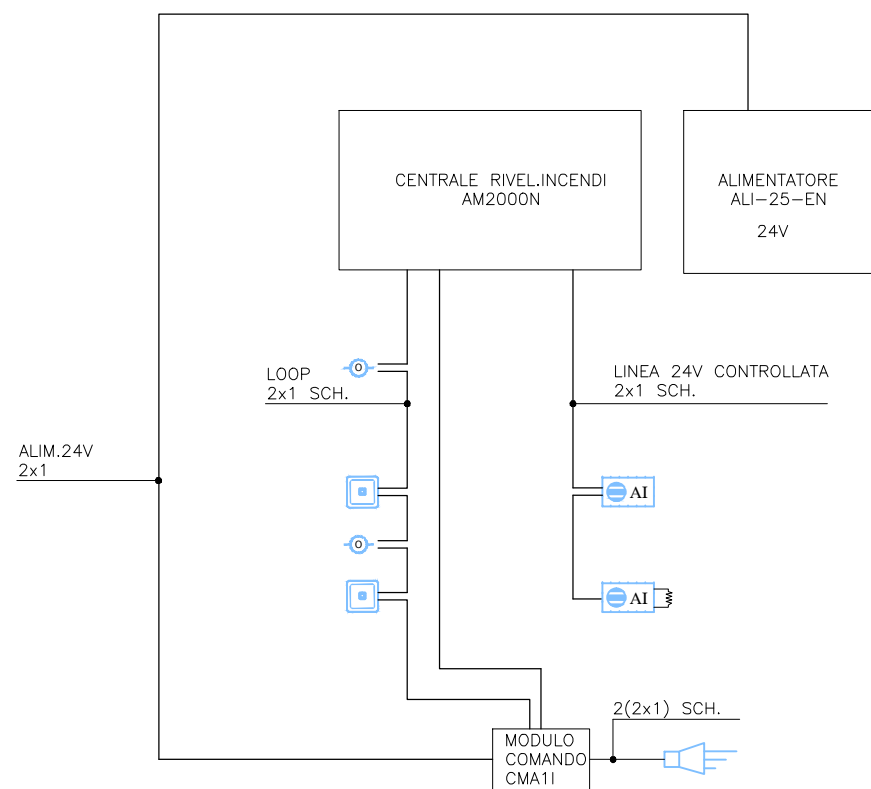 CENTRALE RIVEL.INCENDI
AM2000N
ALIMENTATORE
ALI-25-EN
24V
O
LOOP
2x1 SCH.
LINEA 24V CONTROLLATA
2x1 SCH.
ALIM.24V
2x1
AI
O
AI
2(2x1) SCH.
MODULO
COMANDO
CMA1I